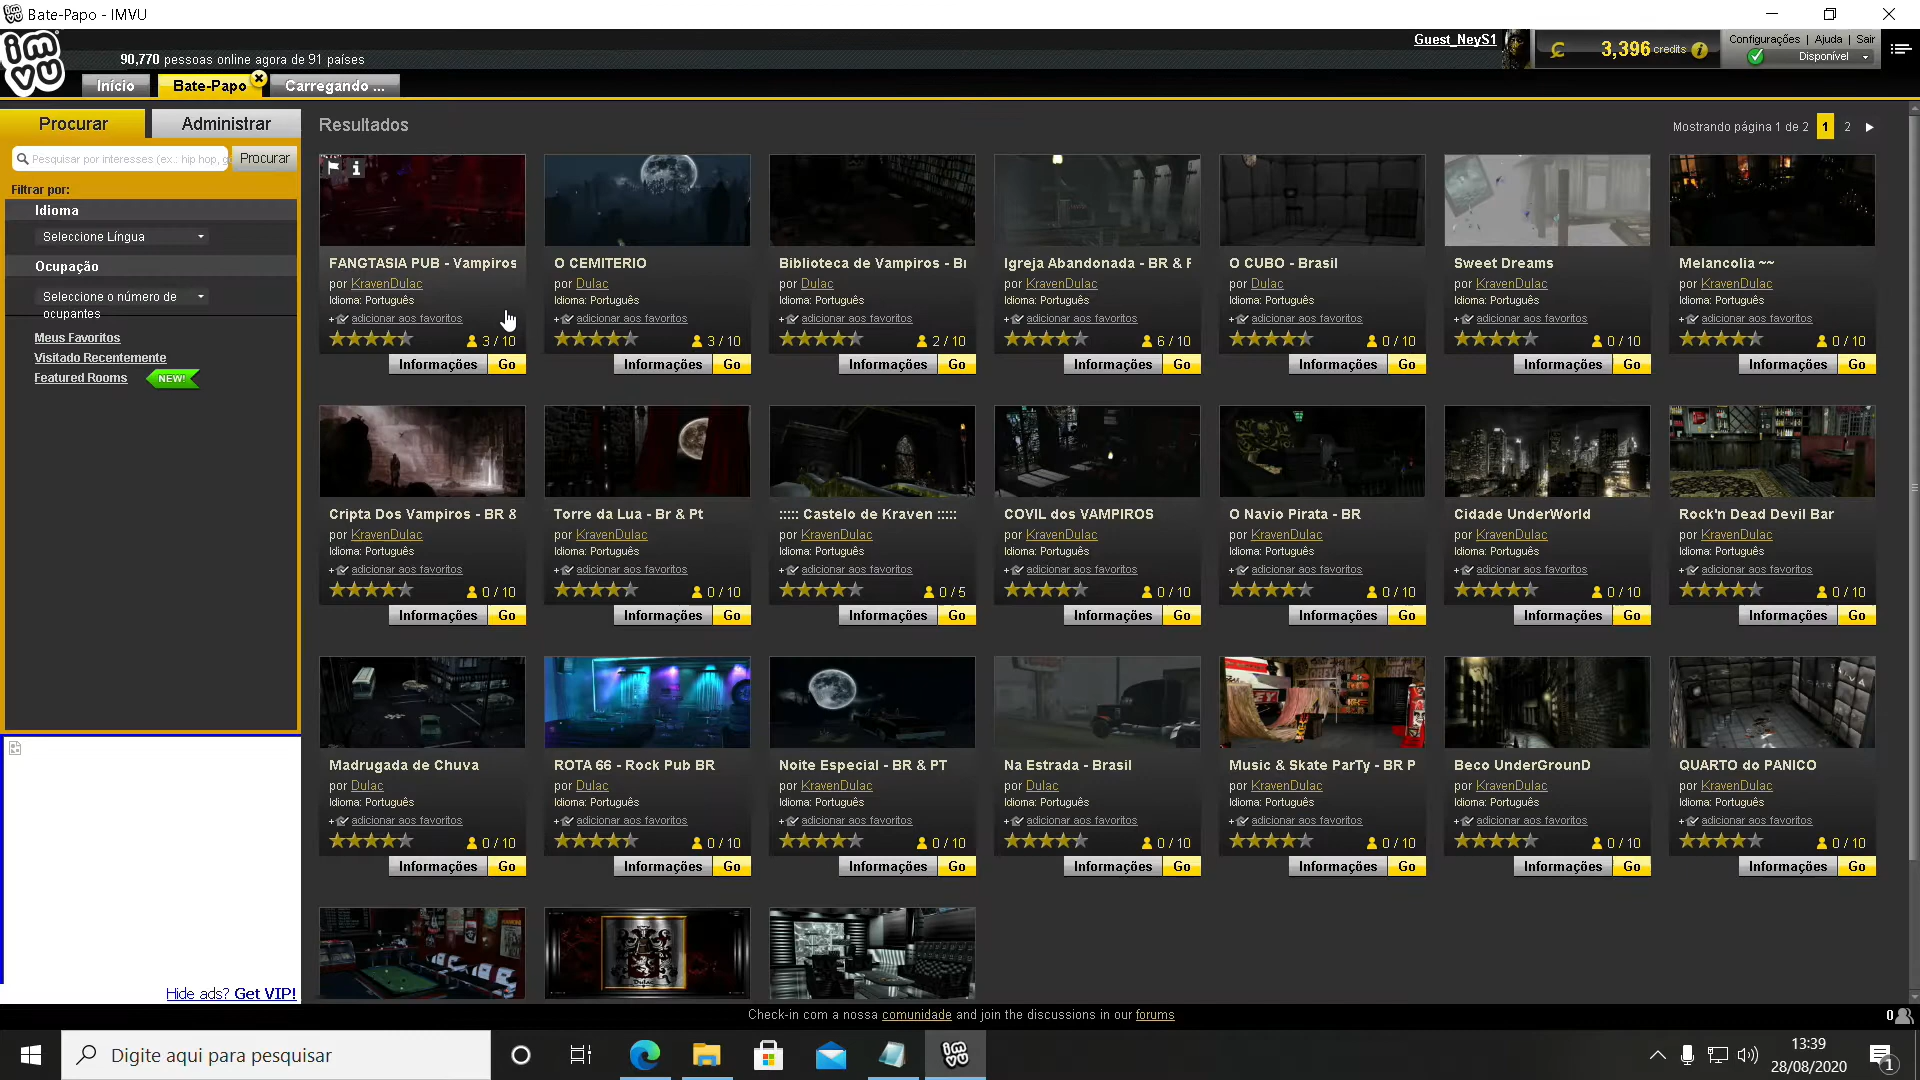 Bate-Papo - IMVU
imvu
90,770 pessoas online agora de 91 países
Guest_NeyS1
3,396 credits
Configurações | Ajuda | Sair
Disponível
Início
Bate-Papo
Carregando ...
Procurar
Administrar
Resultados
Mostrando página 1 de 2 1 2
Procurar
Filtrar por:
Idioma
Seleccione Língua
Ocupação
Seleccione o número de
ocupantes
Meus Favoritos
Visitado Recentemente
Featured Rooms NEW!
FANGTASIA PUB - Vampiros
por KravenDulac
Idioma: Português
+ adicionar aos favoritos
3 / 10
Informações Go
O CEMITERIO
por Dulac
Idioma: Português
+ adicionar aos favoritos
3 / 10
Informações Go
Biblioteca de Vampiros - Br
por Dulac
Idioma: Português
+ adicionar aos favoritos
2 / 10
Informações Go
Igreja Abandonada - BR & P
por KravenDulac
Idioma: Português
+ adicionar aos favoritos
6 / 10
Informações Go
O CUBO - Brasil
por Dulac
Idioma: Português
+ adicionar aos favoritos
0 / 10
Informações Go
Sweet Dreams
por KravenDulac
Idioma: Português
+ adicionar aos favoritos
0 / 10
Informações Go
Melancolia ~~
por KravenDulac
Idioma: Português
+ adicionar aos favoritos
0 / 10
Informações Go
Cripta Dos Vampiros - BR &
por KravenDulac
Idioma: Português
+ adicionar aos favoritos
0 / 10
Informações Go
Torre da Lua - Br & Pt
por KravenDulac
Idioma: Português
+ adicionar aos favoritos
0 / 10
Informações Go
::::: Castelo de Kraven :::::
por KravenDulac
Idioma: Português
+ adicionar aos favoritos
0 / 5
Informações Go
COVIL dos VAMPIROS
por KravenDulac
Idioma: Português
+ adicionar aos favoritos
0 / 10
Informações Go
O Navio Pirata - BR
por KravenDulac
Idioma: Português
+ adicionar aos favoritos
0 / 10
Informações Go
Cidade UnderWorld
por KravenDulac
Idioma: Português
+ adicionar aos favoritos
0 / 10
Informações Go
Rock'n Dead Devil Bar
por KravenDulac
Idioma: Português
+ adicionar aos favoritos
0 / 10
Informações Go
Madrugada de Chuva
por Dulac
Idioma: Português
+ adicionar aos favoritos
0 / 10
Informações Go
ROTA 66 - Rock Pub BR
por Dulac
Idioma: Português
+ adicionar aos favoritos
0 / 10
Informações Go
Noite Especial - BR & PT
por KravenDulac
Idioma: Português
+ adicionar aos favoritos
0 / 10
Informações Go
Na Estrada - Brasil
por Dulac
Idioma: Português
+ adicionar aos favoritos
0 / 10
Informações Go
Music & Skate ParTy - BR P
por KravenDulac
Idioma: Português
+ adicionar aos favoritos
0 / 10
Informações Go
Beco UnderGrounD
por KravenDulac
Idioma: Português
+ adicionar aos favoritos
0 / 10
Informações Go
QUARTO do PANICO
por KravenDulac
Idioma: Português
+ adicionar aos favoritos
0 / 10
Informações Go
Dulac
Hide ads? Get VIP!
Check-in com a nossa comunidade and join the discussions in our forums
0
Digite aqui para pesquisar
imvu
13:39
28/08/2020
1